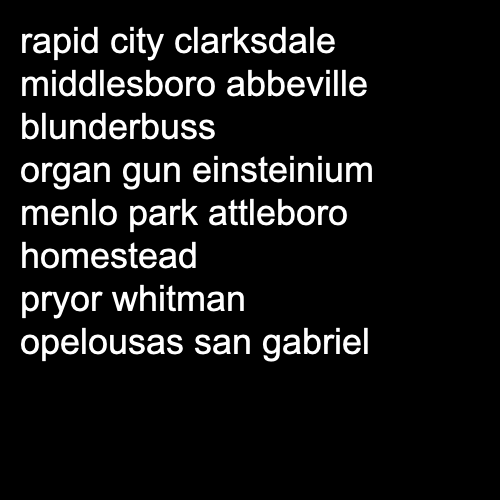 rapid city clarksdale
middlesboro abbeville
blunderbuss
organ gun einsteinium
menlo park attleboro
homestead
pryor whitman
opelousas san gabriel